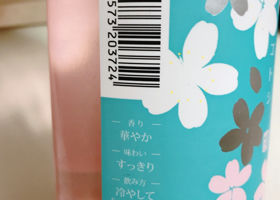 573203724
香り
華やか
味わい
すっきり
飲み方
冷やして